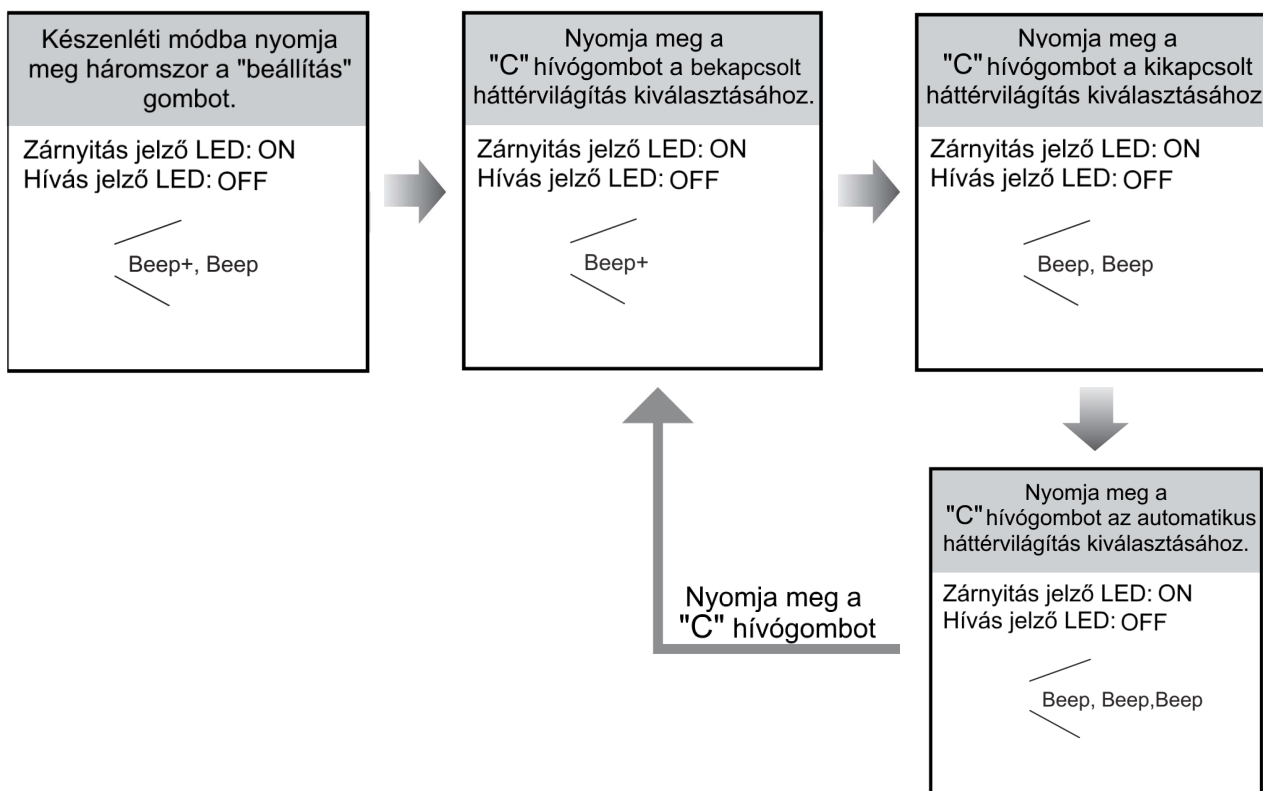 Készenléti módba nyomja
meg háromszor a "beállítás"
gombot.
Zárnyitás jelző LED: ON
Hívás jelző LED: OFF
Beep+, Beep
Nyomja meg a
"C" hívógombot a bekapcsolt
háttérvilágítás kiválasztásához.
Zárnyitás jelző LED: ON
Hívás jelző LED: OFF
Beep+
Nyomja meg a
"C" hívógombot a kikapcsolt
háttérvilágítás kiválasztásához
Zárnyitás jelző LED: ON
Hívás jelző LED: OFF
Beep, Beep
Nyomja meg a
"C" hívógombot az automatikus
háttérvilágítás kiválasztásához.
Zárnyitás jelző LED: ON
Hívás jelző LED: OFF
Beep, Beep,Beep
Nyomja meg a
"C" hívógombot